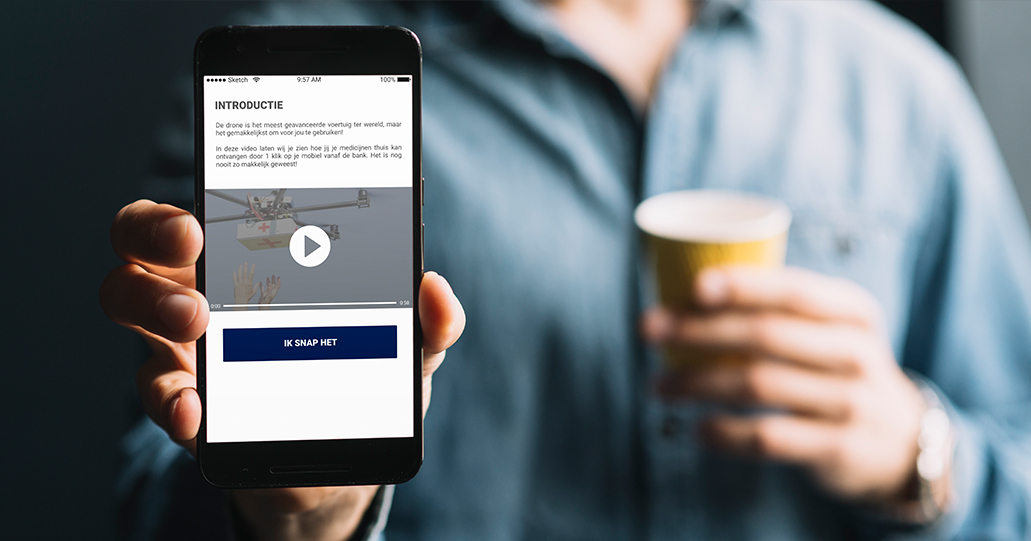 Sketch 9:57 AM 100%
INTRODUCTIE
De drone is het meest geavanceerde voertuig ter wereld, maar
het gemakkelijkst om voor jou te gebruiken!
In deze video laten wij je zien hoe jij je medicijnen thuis kan
ontvangen door 1 klik op je mobiel vanaf de bank. Het is nog
nooit zo makkelijk geweest!
0:00 0:56
IK SNAP HET